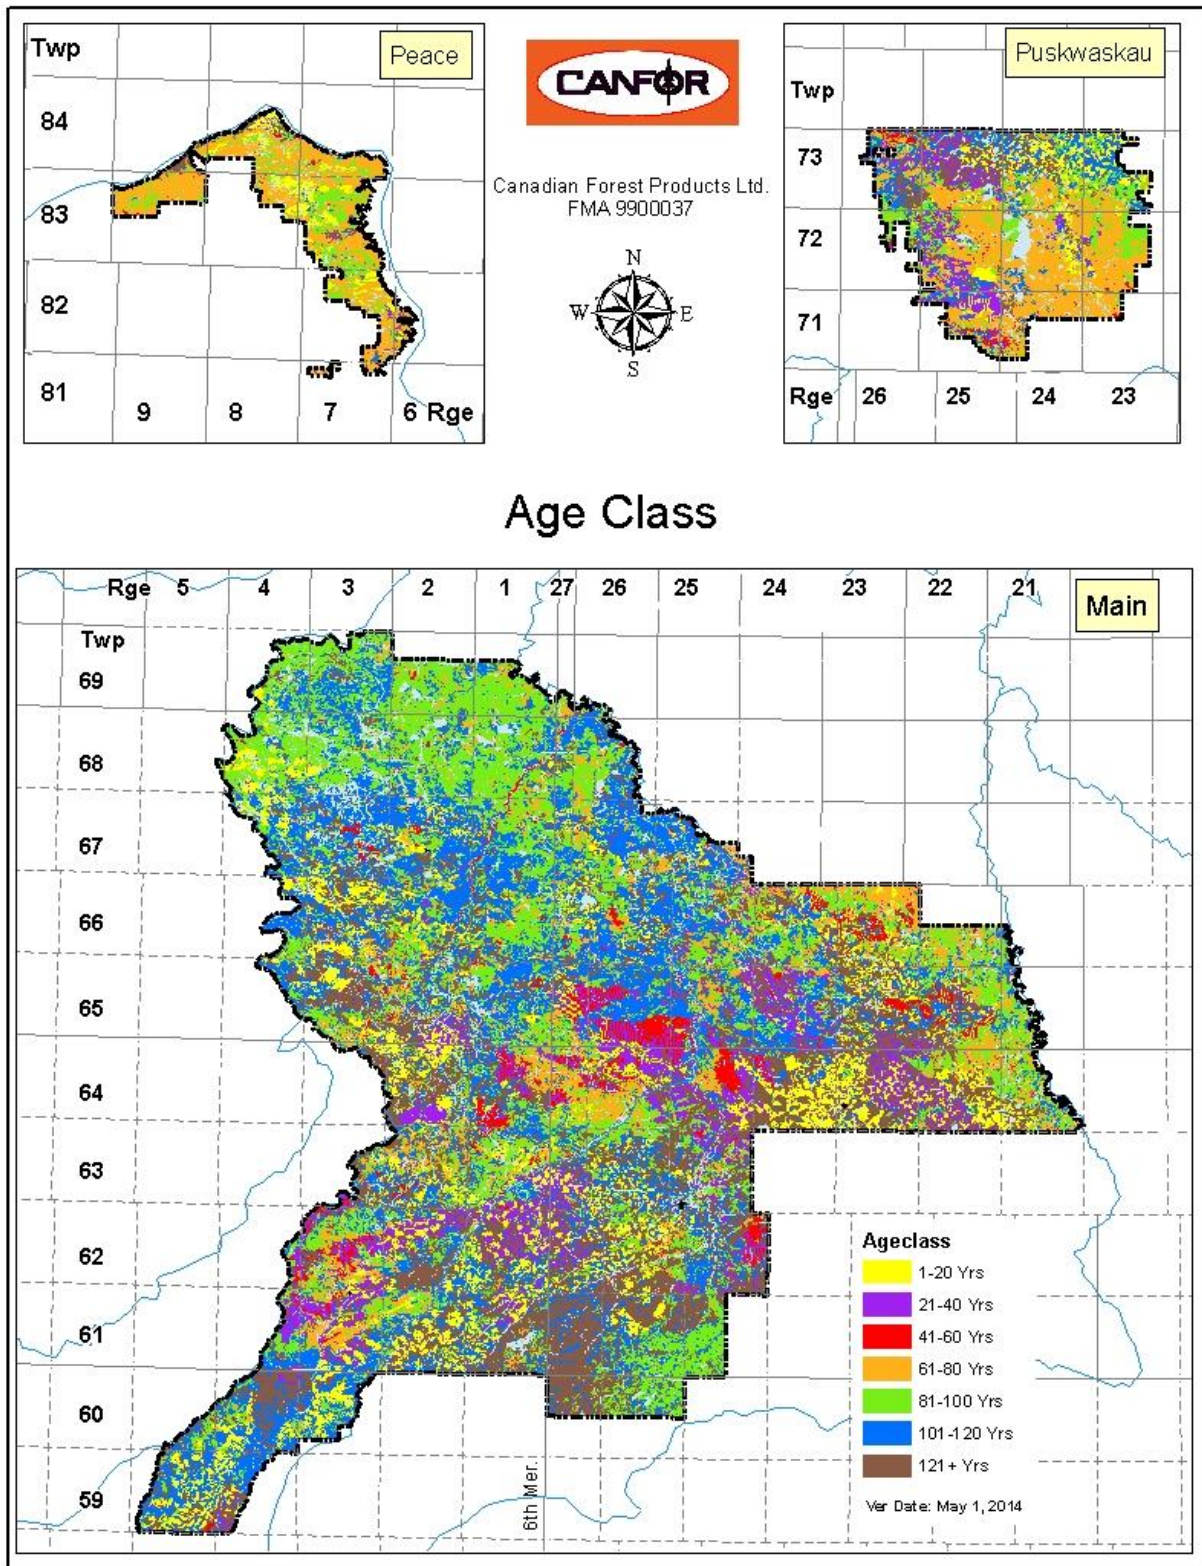 Twp
Peace
84
83
82
81
9 8 7 6 Rge
CANFOR
Canadian Forest Products Ltd.
FMA 9900037
N
W E
S
Puskwaskau
Twp
73
72
71
Rge 26 25 24 23
Age Class
Rge 5 4 3 2 1 27 26 25 24 23 22 21
Main
Twp
69
68
67
66
65
64
63
62
61
60
59
6th Mer.
Ageclass
1-20 Yrs
21-40 Yrs
41-60 Yrs
61-80 Yrs
81-100 Yrs
101-120 Yrs
121+ Yrs
Ver Date: May 1, 2014